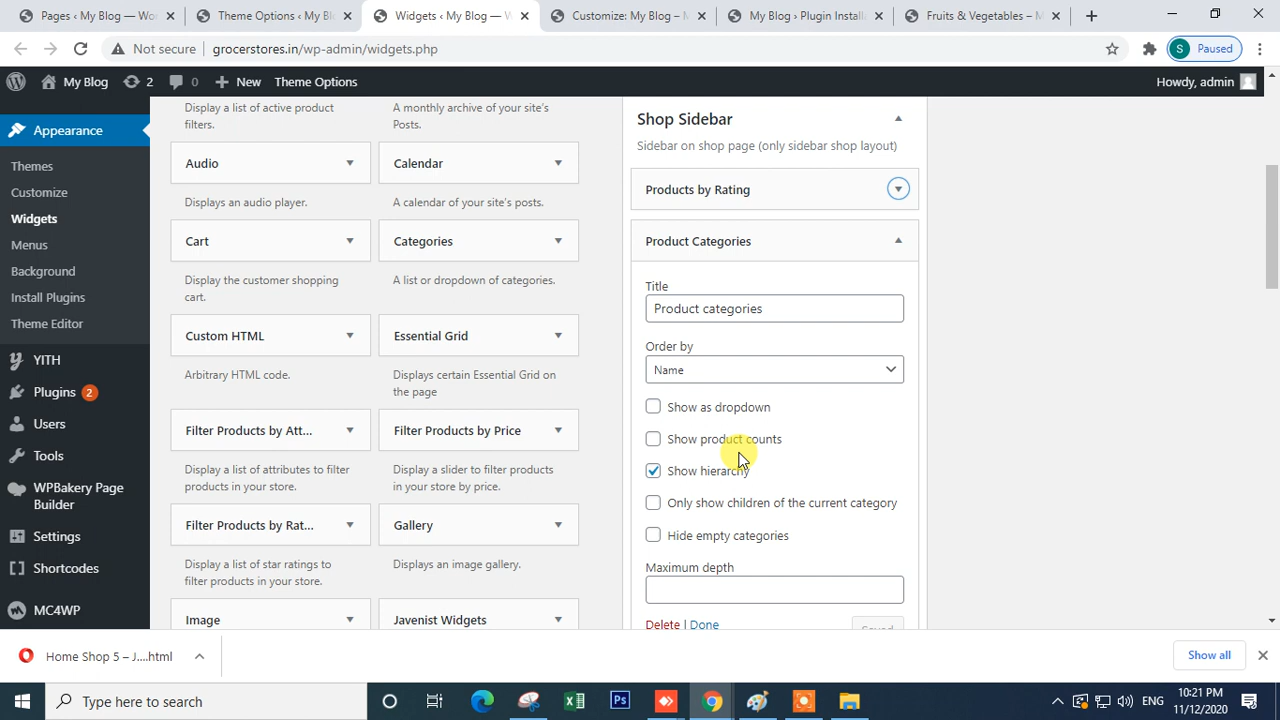 Pages ‹ My Blog — Wor
Theme Options ‹ My Bl
Widgets ‹ My Blog — W
Customize: My Blog – M
My Blog › Plugin Install
Fruits & Vegetables – M
Not secure
grocerstores.in/wp-admin/widgets.php
S
Paused
My Blog
2
0
New
Theme Options
Howdy, admin
Appearance
Themes
Customize
Widgets
Menus
Background
Install Plugins
Theme Editor
YITH
Plugins 2
Users
Tools
WPBakery Page
Builder
Settings
Shortcodes
MC4WP
Display a list of active product
filters.
A monthly archive of your site's
Posts.
Audio
Calendar
Displays an audio player.
A calendar of your site's posts.
Cart
Categories
Display the customer shopping
cart.
A list or dropdown of categories.
Custom HTML
Essential Grid
Arbitrary HTML code.
Displays certain Essential Grid on
the page
Filter Products by Att...
Filter Products by Price
Display a list of attributes to filter
products in your store.
Display a slider to filter products
in your store by price.
Filter Products by Rat...
Gallery
Display a list of star ratings to
filter products in your store.
Displays an image gallery.
Image
Javenist Widgets
Shop Sidebar
Sidebar on shop page (only sidebar shop layout)
Products by Rating
Product Categories
Title
Product categories
Order by
Name
Show as dropdown
Show product counts
Show hierarchy
Only show children of the current category
Hide empty categories
Maximum depth
Delete | Done
Saved
Home Shop 5 – J....html
Show all
Type here to search
Ps
ENG
10:21 PM
11/12/2020